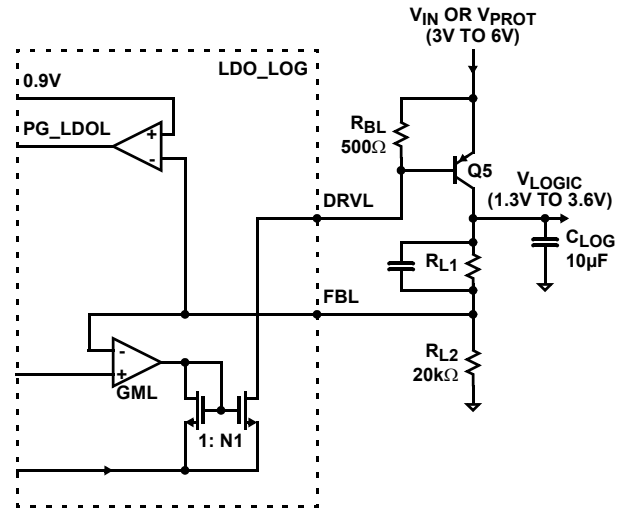 V_IN OR V_PROT
(3V TO 6V)
LDO_LOG
0.9V
PG_LDOL
+
-
R_BL
500Ω
Q5
V_LOGIC
(1.3V TO 3.6V)
DRVL
C_LOG
10µF
R_L1
FBL
-
+
GML
R_L2
20kΩ
1: N1